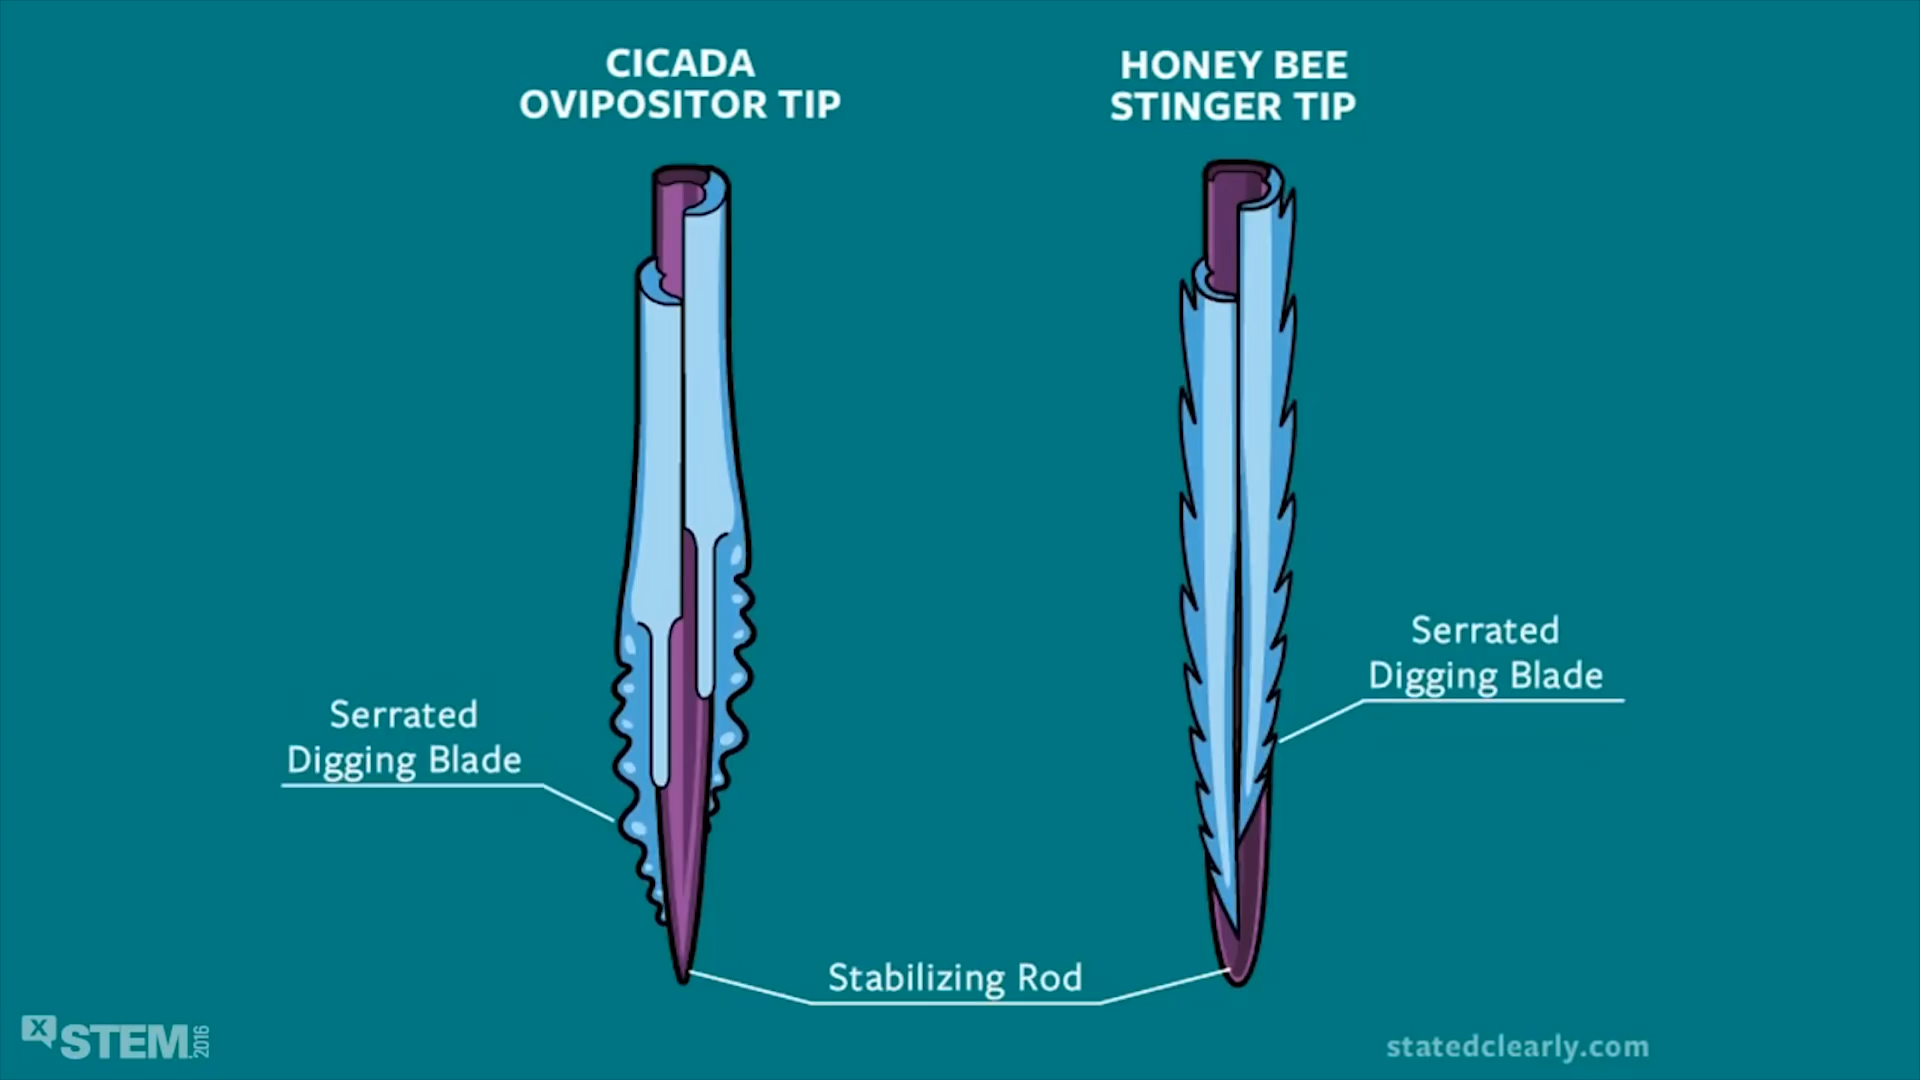 CICADA
OVIPOSITOR TIP
HONEY BEE
STINGER TIP
Serrated
Digging Blade
Serrated
Digging Blade
Stabilizing Rod
X STEM 2016
statedclearly.com